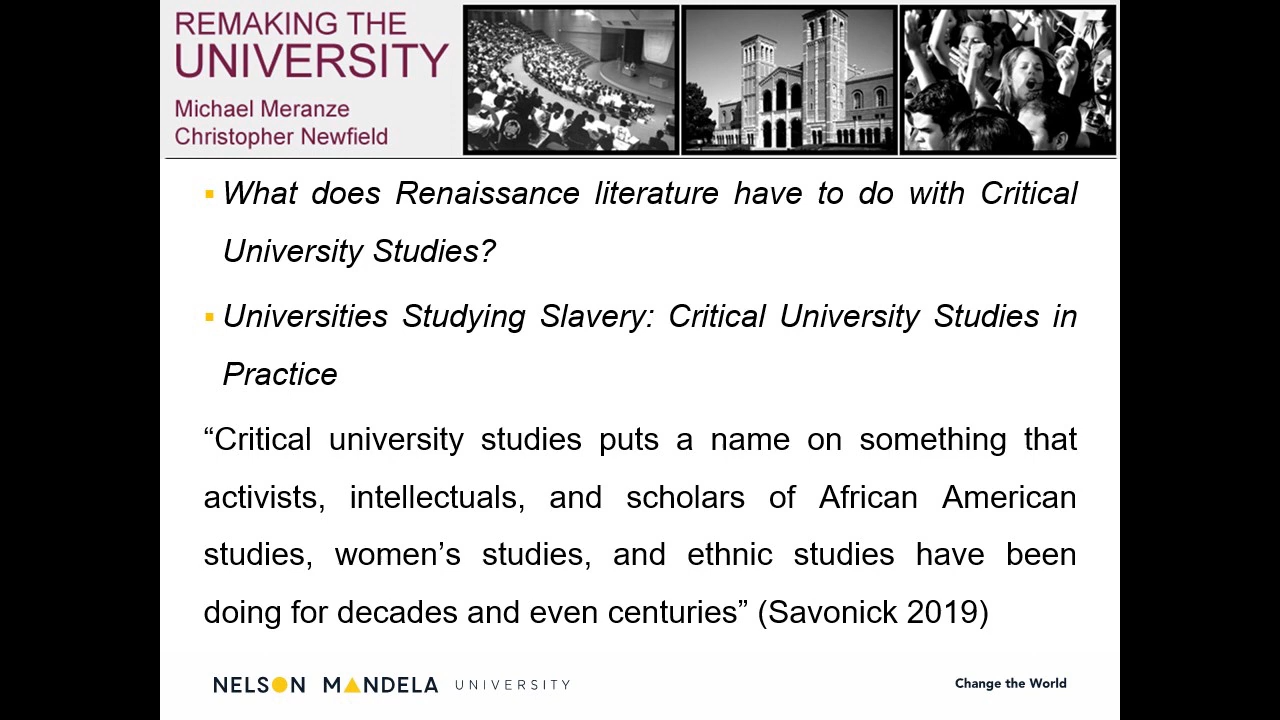 REMAKING THE
UNIVERSITY
Michael Meranze
Christopher Newfield
▪ What does Renaissance literature have to do with Critical
University Studies?
▪ Universities Studying Slavery: Critical University Studies in
Practice
“Critical university studies puts a name on something that
activists, intellectuals, and scholars of African American
studies, women’s studies, and ethnic studies have been
doing for decades and even centuries” (Savonick 2019)
NELSON MANDELA UNIVERSITY
Change the World